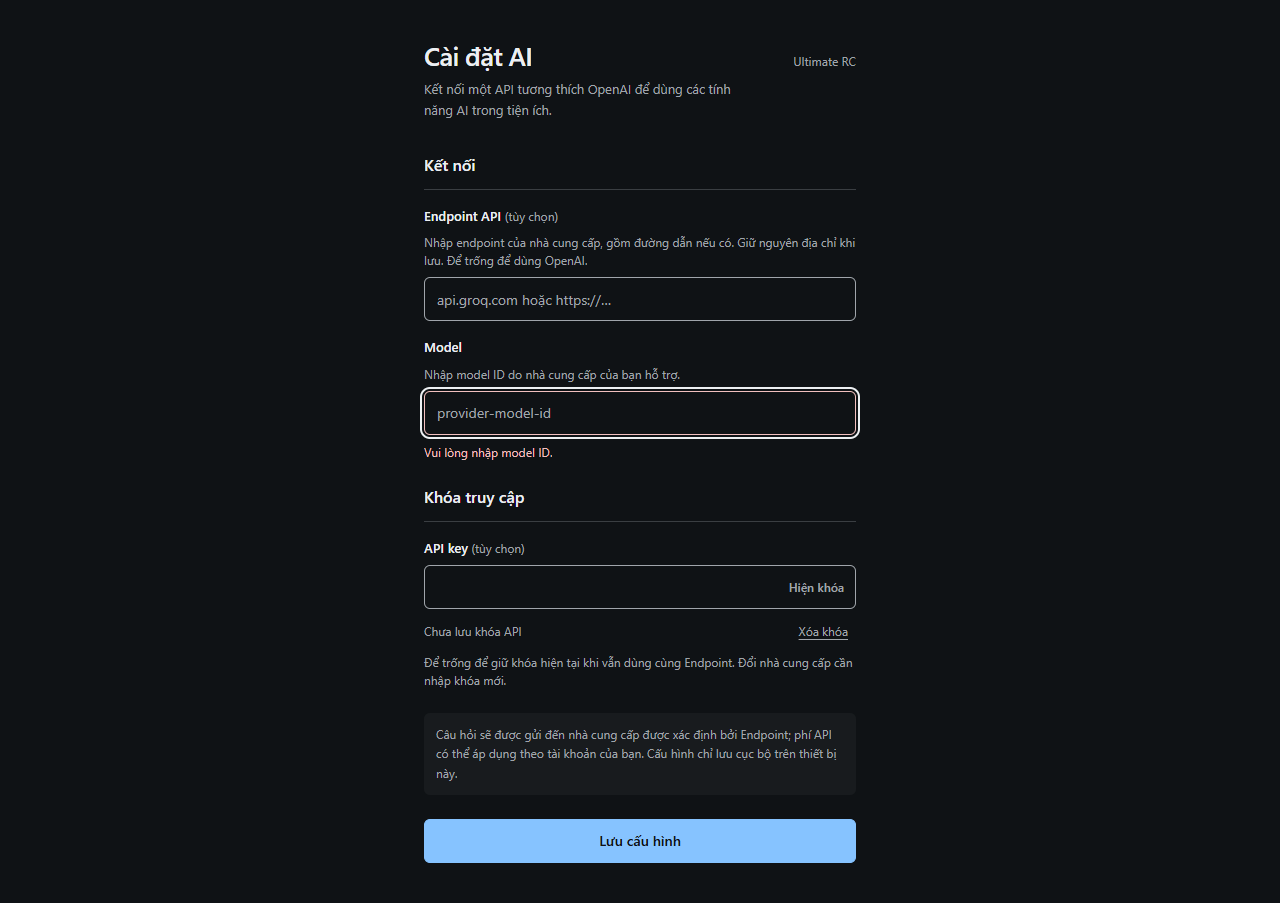 Cài đặt AI
Ultimate RC
Kết nối một API tương thích OpenAI để dùng các tính
năng AI trong tiện ích.
Kết nối
Endpoint API (tùy chọn)
Nhập endpoint của nhà cung cấp, gồm đường dẫn nếu có. Giữ nguyên địa chỉ khi
lưu. Để trống để dùng OpenAI.
api.groq.com hoặc https://...
Model
Nhập model ID do nhà cung cấp của bạn hỗ trợ.
provider-model-id
Vui lòng nhập model ID.
Khóa truy cập
API key (tùy chọn)
Hiện khóa
Chưa lưu khóa API
Xóa khóa
Để trống để giữ khóa hiện tại khi vẫn dùng cùng Endpoint. Đổi nhà cung cấp cần
nhập khóa mới.
Câu hỏi sẽ được gửi đến nhà cung cấp được xác định bởi Endpoint; phí API
có thể áp dụng theo tài khoản của bạn. Cấu hình chỉ lưu cục bộ trên thiết bị
này.
Lưu cấu hình